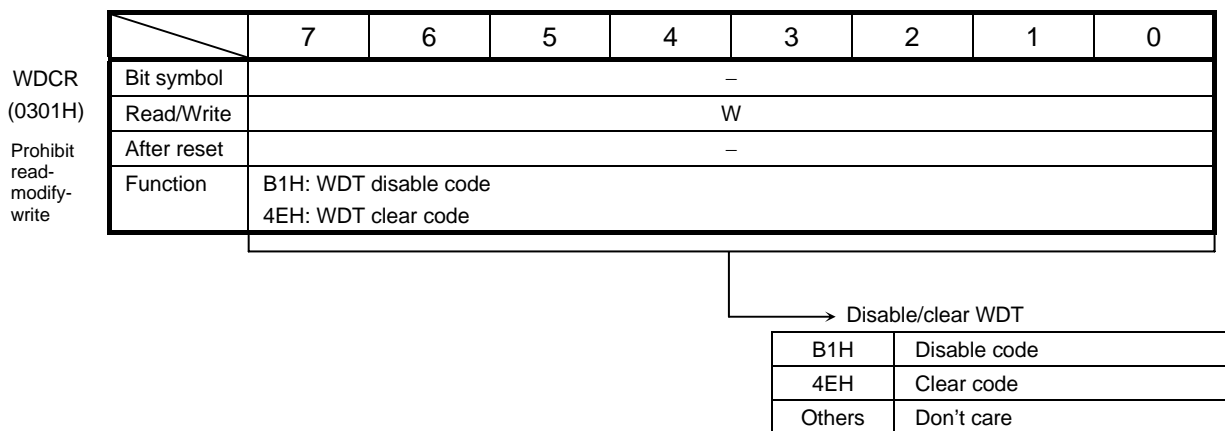 7 6 5 4 3 2 1 0
WDCR
(0301H)
Prohibit
read-
modify-
write
Bit symbol –
Read/Write W
After reset –
Function B1H: WDT disable code
4EH: WDT clear code
Disable/clear WDT
B1H Disable code
4EH Clear code
Others Don't care